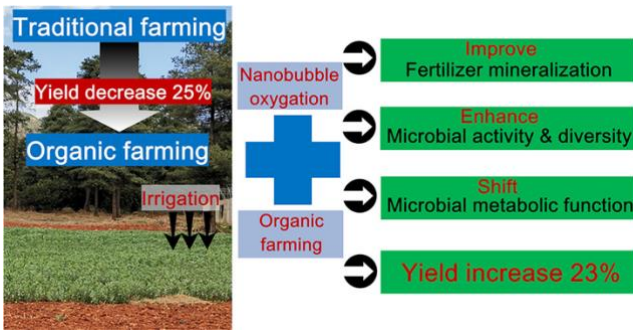 Traditional farming
Yield decrease 25%
Organic farming
Irrigation
Nanobubble
oxygation
Organic
farming
Improve
Fertilizer mineralization
Enhance
Microbial activity & diversity
Shift
Microbial metabolic function
Yield increase 23%